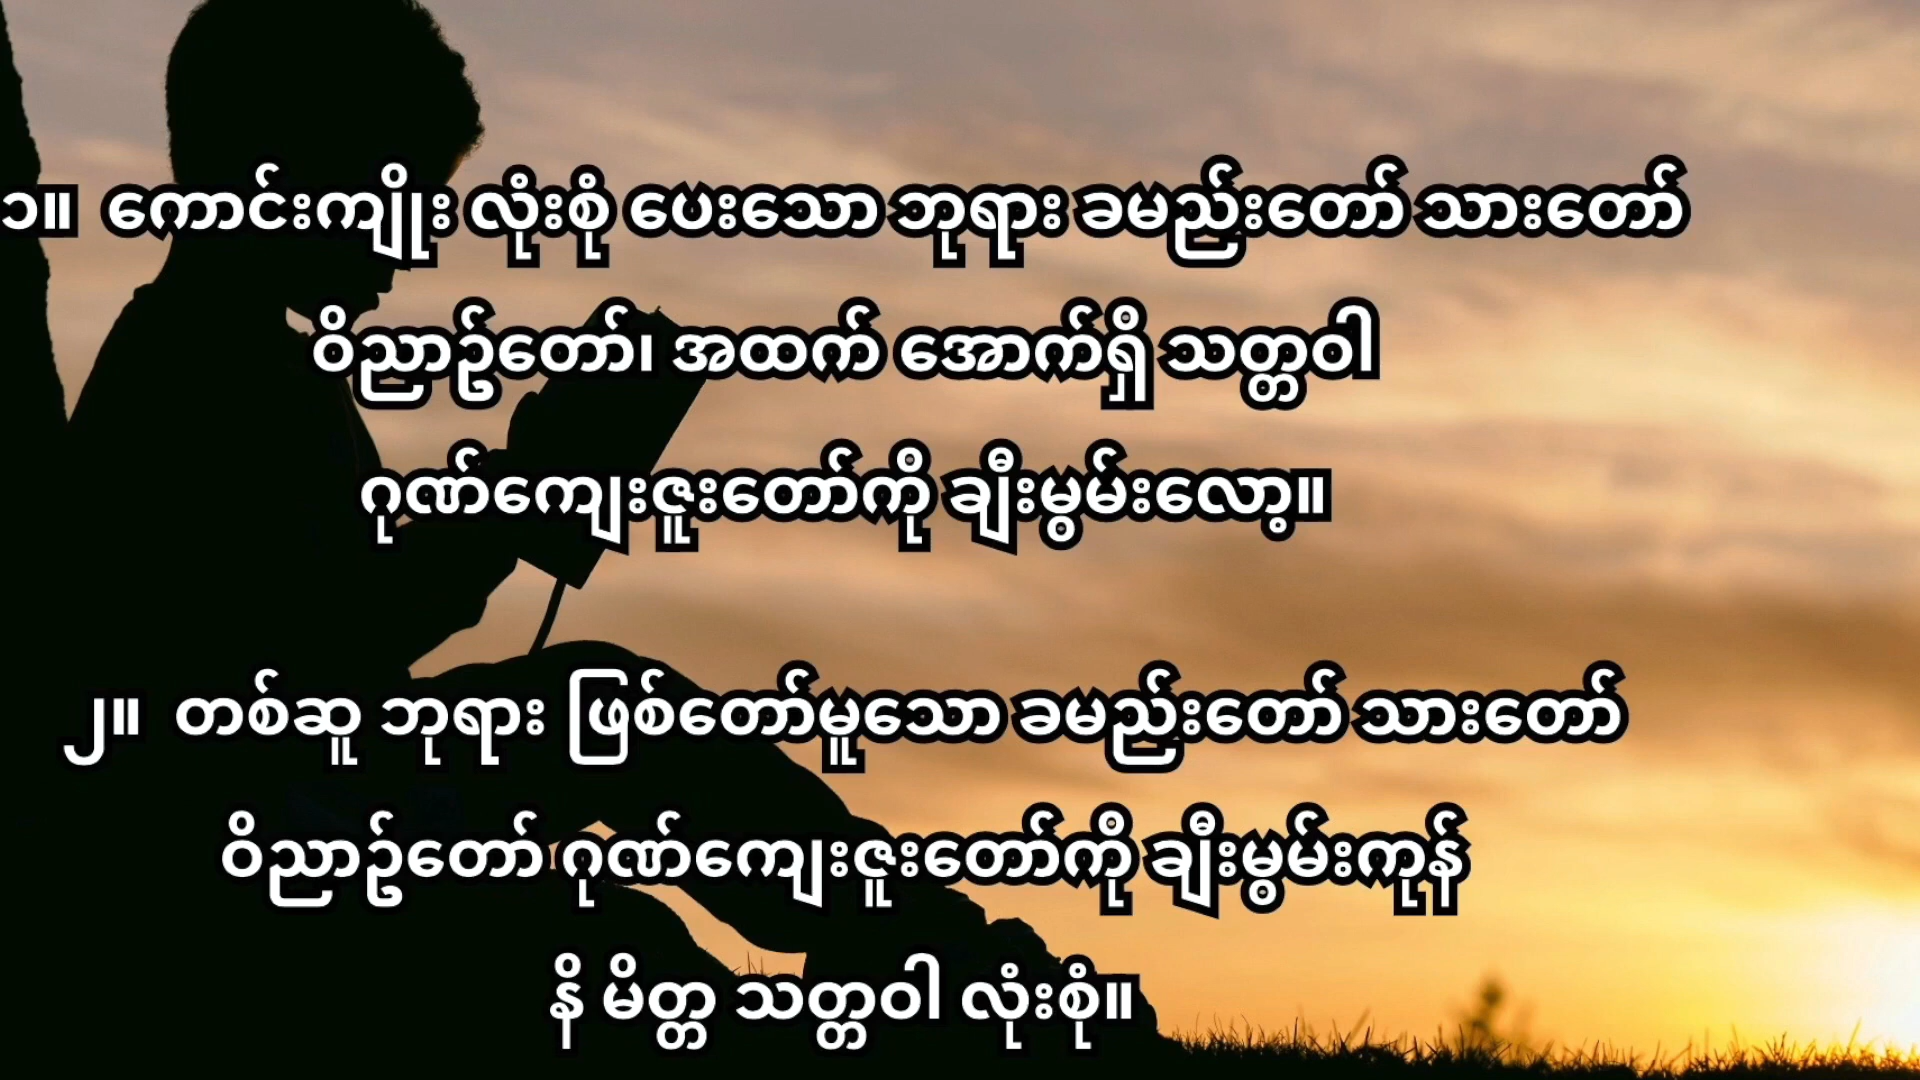 ၁။ ကောင်းကျိုး လုံးစုံ ပေးသော ဘုရား ခမည်းတော် သားတော်
ဝိညာဥ်တော်၊ အထက် အောက်ရှိ သတ္တဝါ
ဂုဏ်ကျေးဇူးတော်ကို ချီးမွမ်းလော့။
၂။ တစ်ဆူ ဘုရား ဖြစ်တော်မူသော ခမည်းတော် သားတော်
ဝိညာဥ်တော် ဂုဏ်ကျေးဇူးတော်ကို ချီးမွမ်းကုန်
နိ မိတ္တ သတ္တဝါ လုံးစုံ။